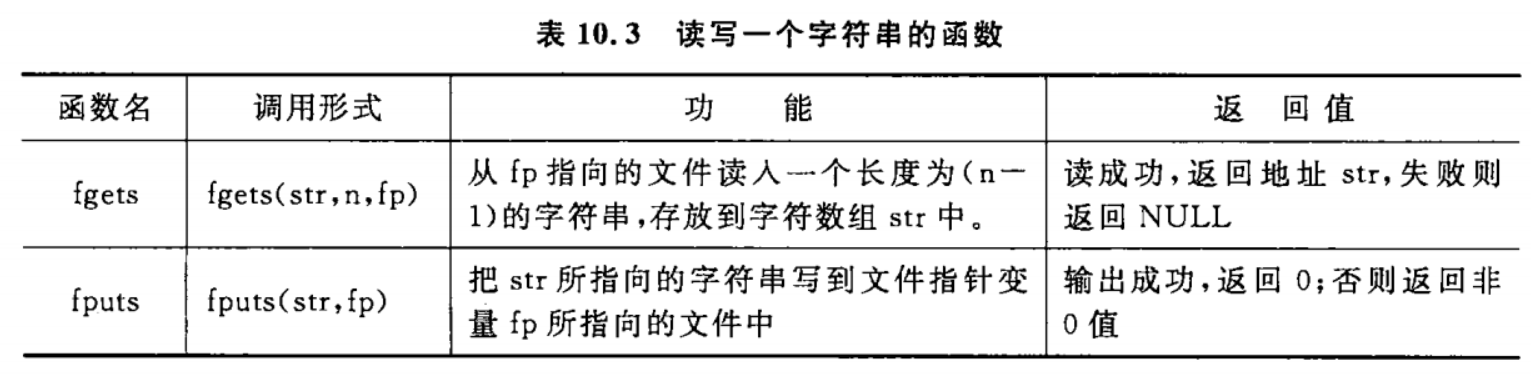 表 10.3 读写一个字符串的函数
函数名 调用形式 功 能 返 回 值
fgets fgets(str,n,fp) 从 fp 指向的文件读入一个长度为(n－
1)的字符串,存放到字符数组 str 中。 读成功,返回地址 str,失败则
返回 NULL
fputs fputs(str,fp) 把 str 所指向的字符串写到文件指针变
量 fp 所指向的文件中 输出成功,返回 0;否则返回非
0 值